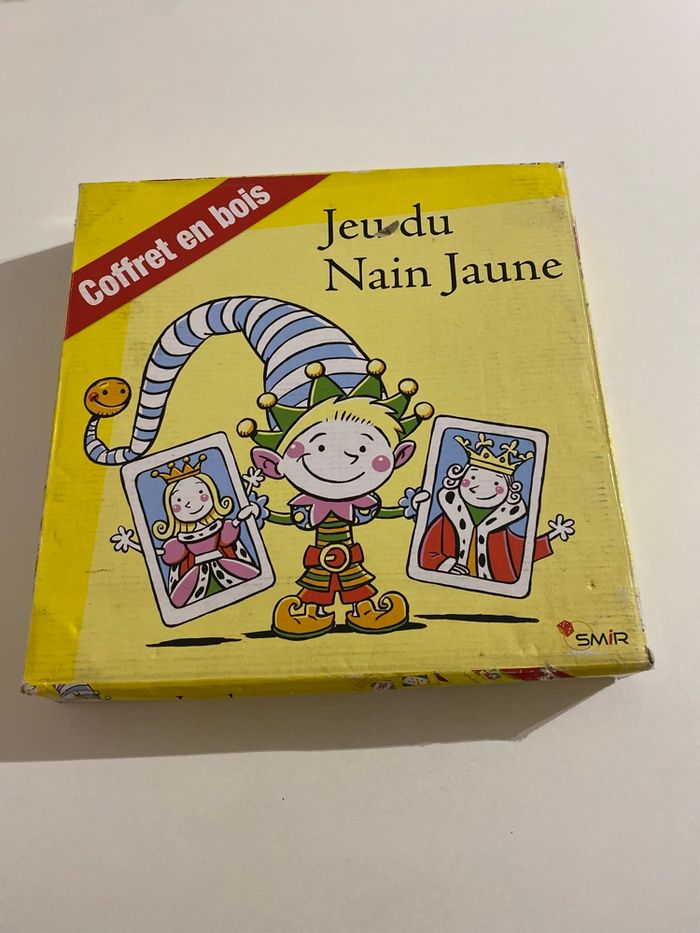 Coffret en bois
Jeu du
Nain Jaune
SMiR